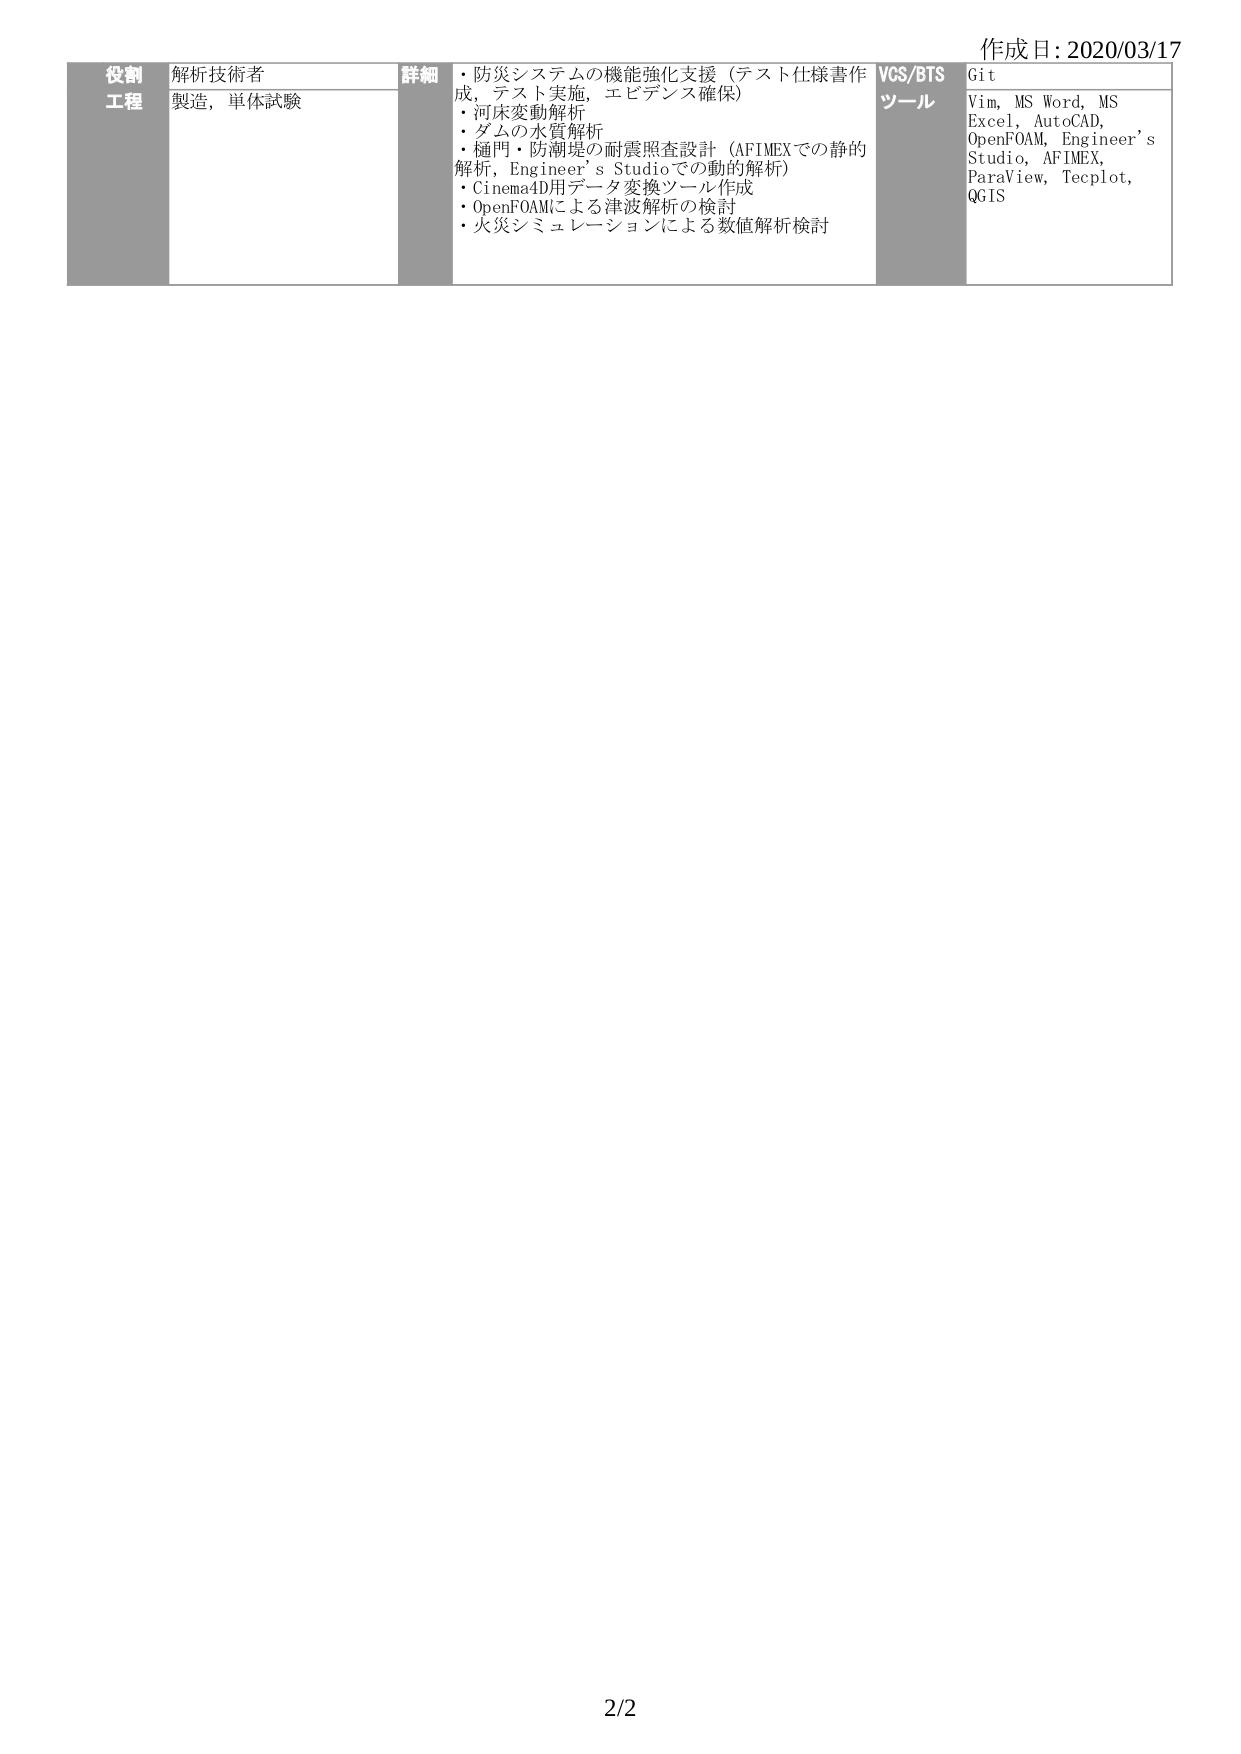 作成日: 2020/03/17
役割
解析技術者
工程
製造, 単体試験
詳細
・防災システムの機能強化支援（テスト仕様書作
成, テスト実施, エビデンス確保）
・河床変動解析
・ダムの水質解析
・樋門・防潮堤の耐震照査設計（AFIMEXでの静的
解析, Engineer’s Studioでの動的解析）
・Cinema4D用データ変換ツール作成
・OpenFOAMによる津波解析の検討
・火災シミュレーションによる数値解析検討
VCS/BTS
Git
ツール
Vim, MS Word, MS
Excel, AutoCAD,
OpenFOAM, Engineer’s
Studio, AFIMEX,
ParaView, Tecplot,
QGIS
2/2